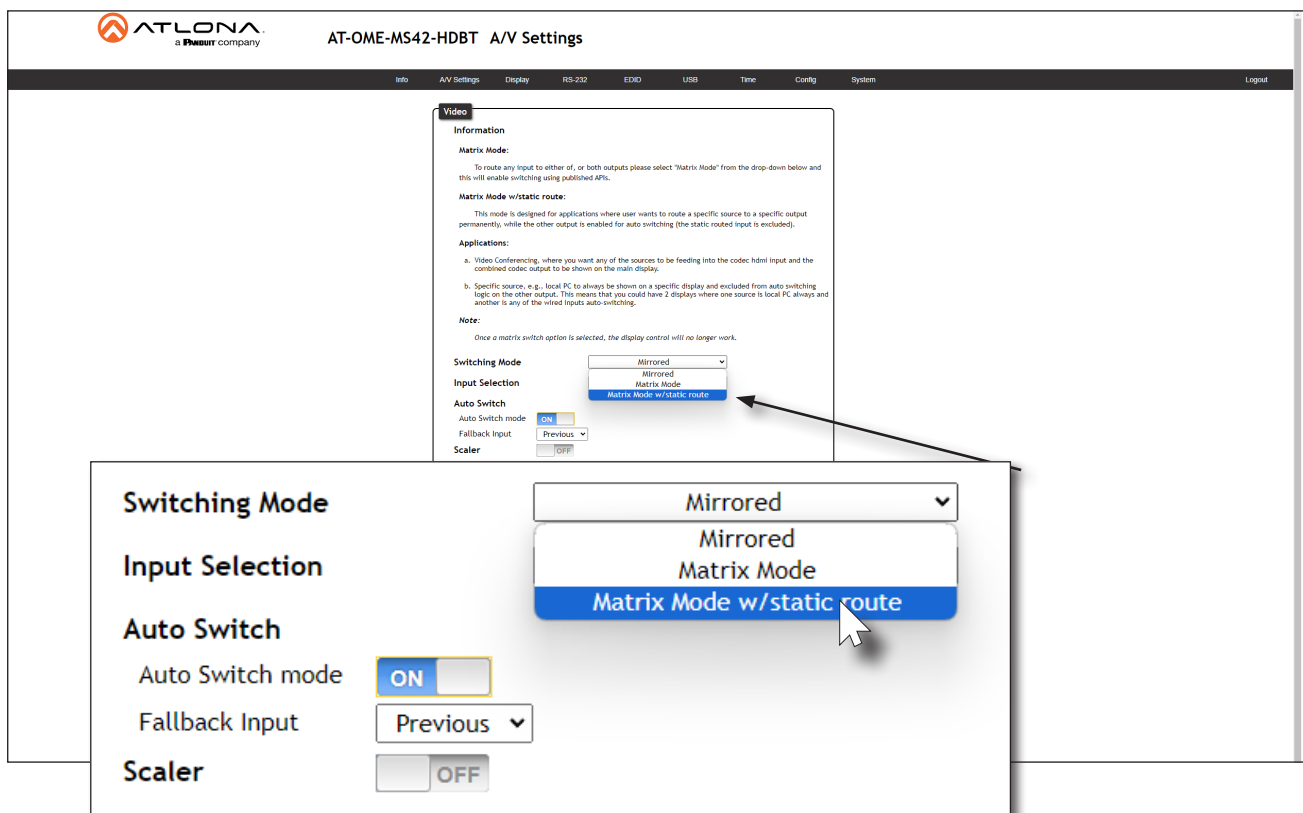 ATLONA.
a PANDUIT company
AT-OME-MS42-HDBT A/V Settings
Info A/V Settings Display RS-232 EDID USB Time Config System Logout
Video
Information
Matrix Mode:
To route any input to either of, or both outputs please select "Matrix Mode" from the drop-down below and
this will enable switching using published APIs.
Matrix Mode w/static route:
This mode is designed for applications where user wants to route a specific source to a specific output
permanently, while the other output is enabled for auto switching (the static routed input is excluded).
Applications:
a. Video Conferencing, where you want any of the sources to be feeding into the codec hdmi input and the
combined codec output to be shown on the main display.
b. Specific source, e.g., local PC to always be shown on a specific display and excluded from auto switching
logic on the other output. This means that you could have 2 displays where one source is local PC always and
another is any of the wired inputs auto-switching.
Note:
Once a matrix switch option is selected, the display control will no longer work.
Switching Mode Mirrored
Mirrored
Input Selection Matrix Mode
Matrix Mode w/static route
Auto Switch
Auto Switch mode ON
Fallback Input Previous
Scaler OFF
Switching Mode Mirrored
Mirrored
Input Selection Matrix Mode
Matrix Mode w/static route
Auto Switch
Auto Switch mode ON
Fallback Input Previous
Scaler OFF